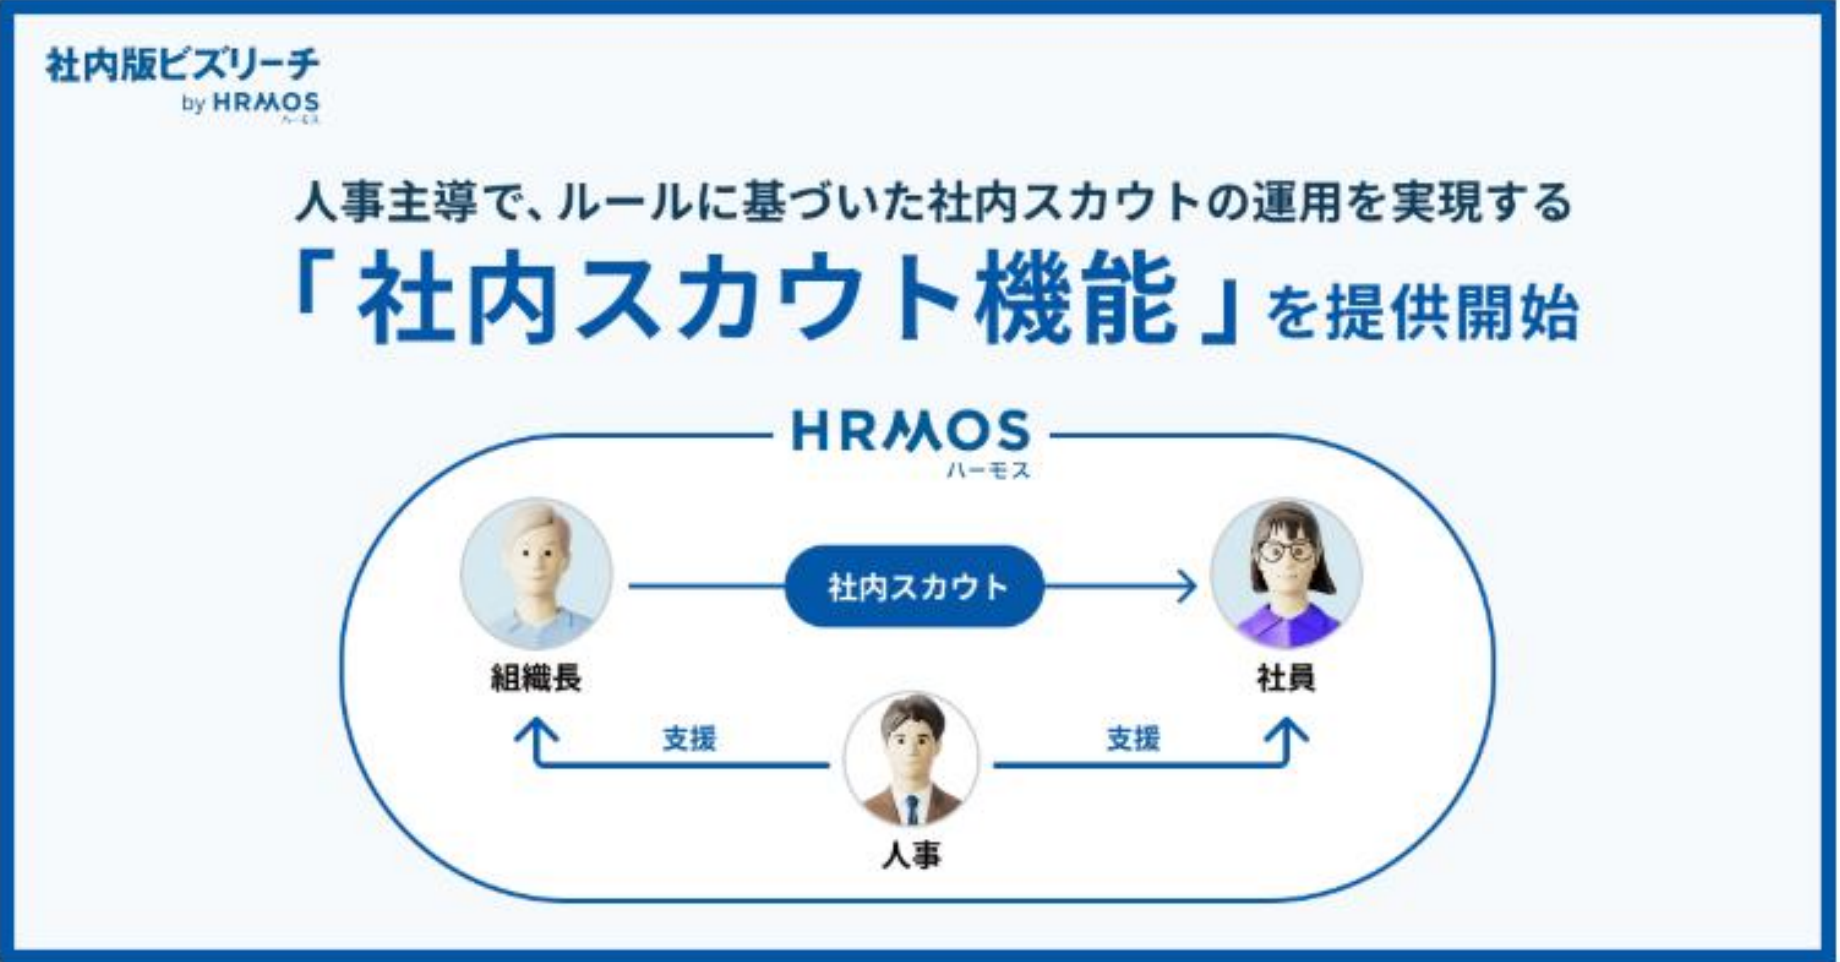 社内版ビズリーチ
by HRMOS
ハーモス
人事主導で、ルールに基づいた社内スカウトの運用を実現する
「社内スカウト機能」を提供開始
HRMOS
ハーモス
社内スカウト
組織長
社員
支援
支援
人事